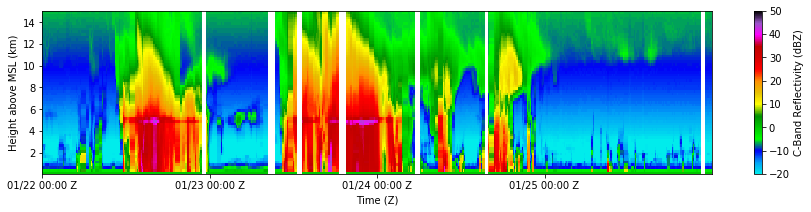 14
12
10
8
6
4
2
Height above MSL (km)
01/22 00:00 Z
01/23 00:00 Z
01/24 00:00 Z
01/25 00:00 Z
Time (Z)
50
40
30
20
10
0
−10
−20
C-Band Reflectivity (dBZ)